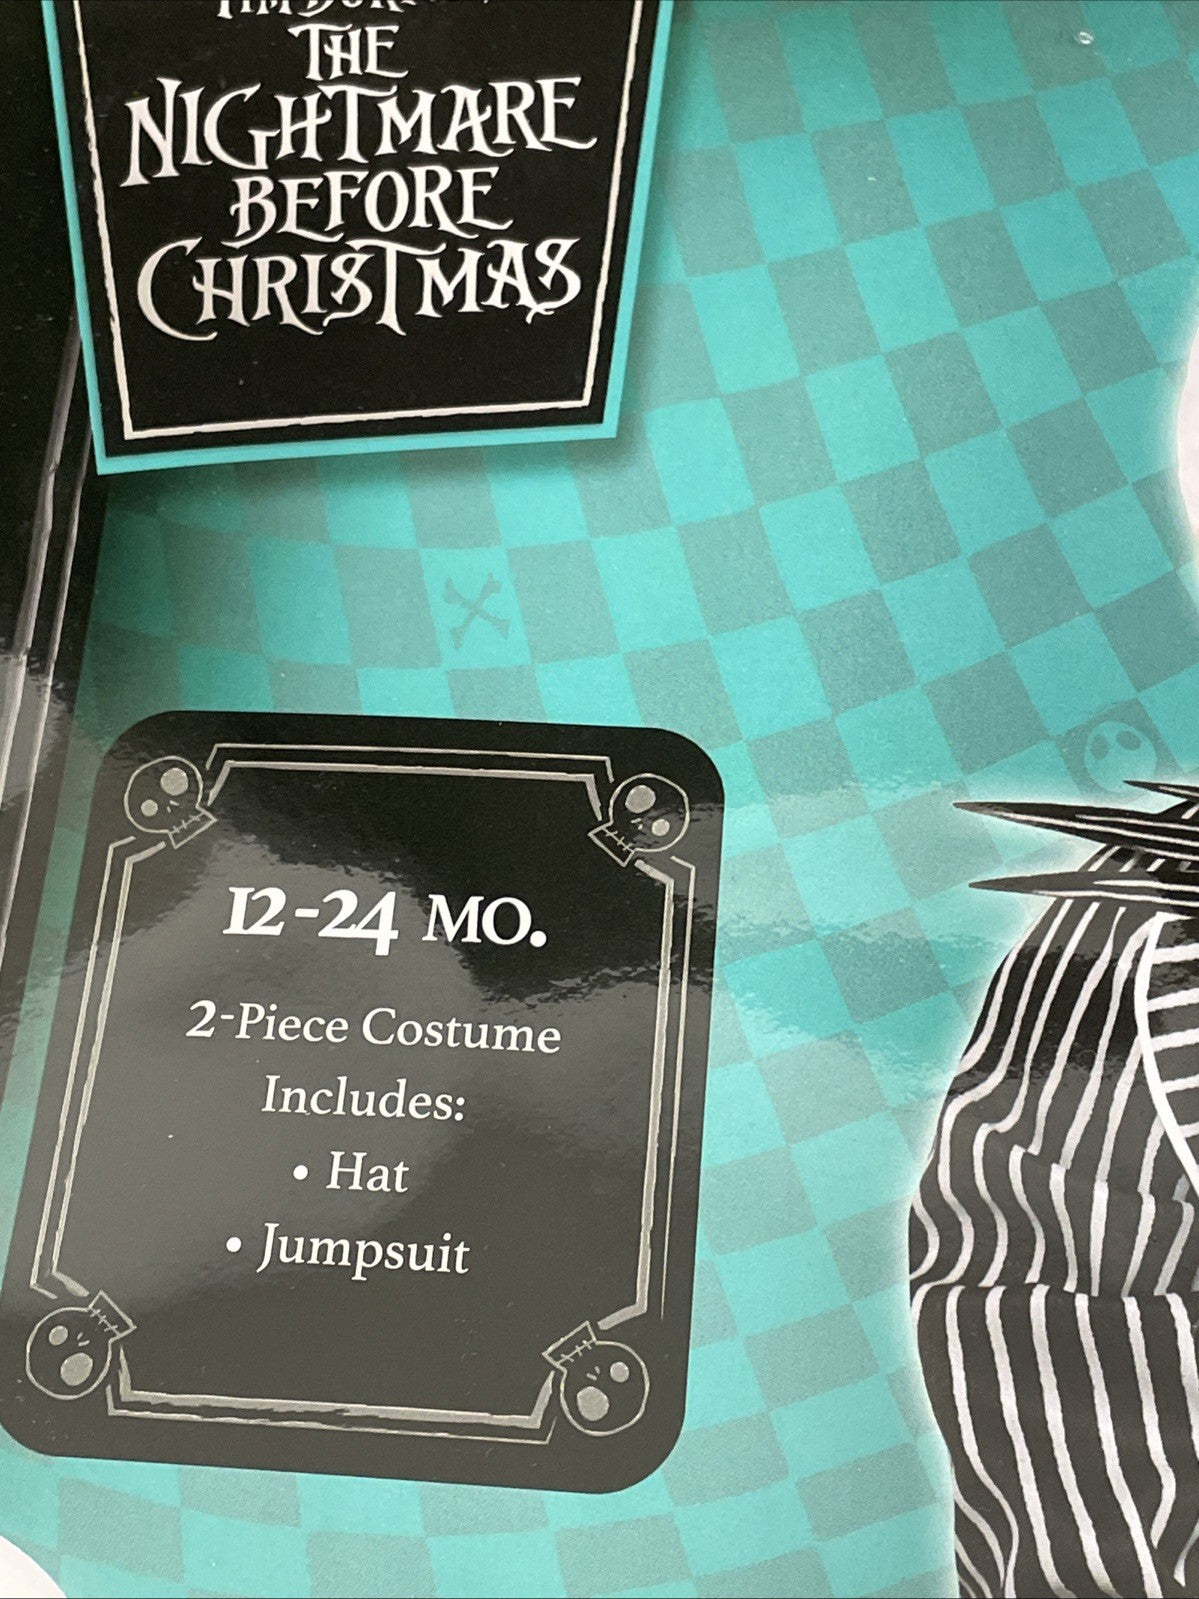 THE
NIGHTMARE
BEFORE
CHRISTMAS
12-24 MO.
2-Piece Costume
Includes:
• Hat
• Jumpsuit